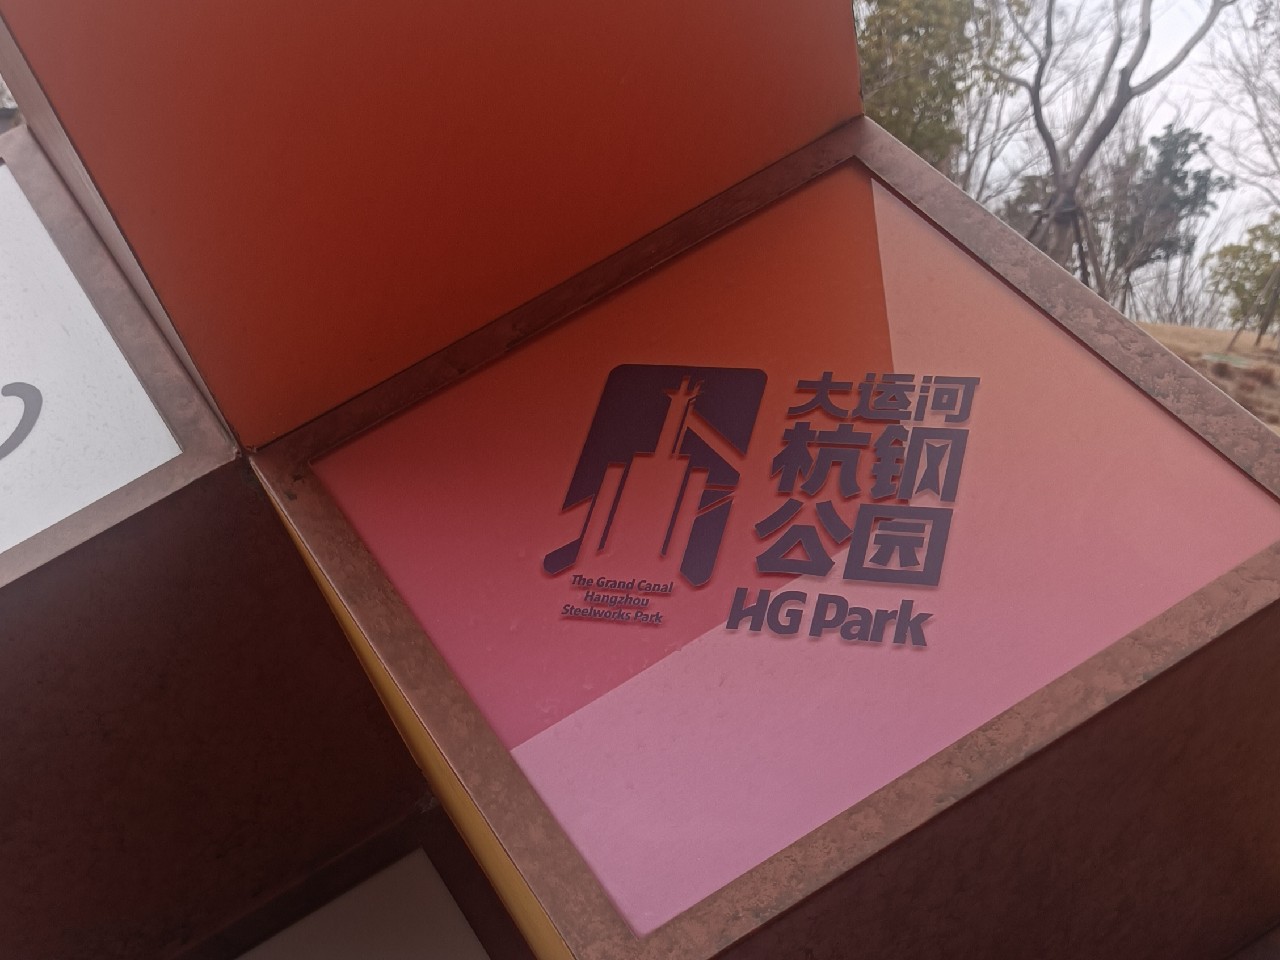 大运河
杭钢
公园
HG Park
The Grand Canal
Hangzhou
Steelworks Park